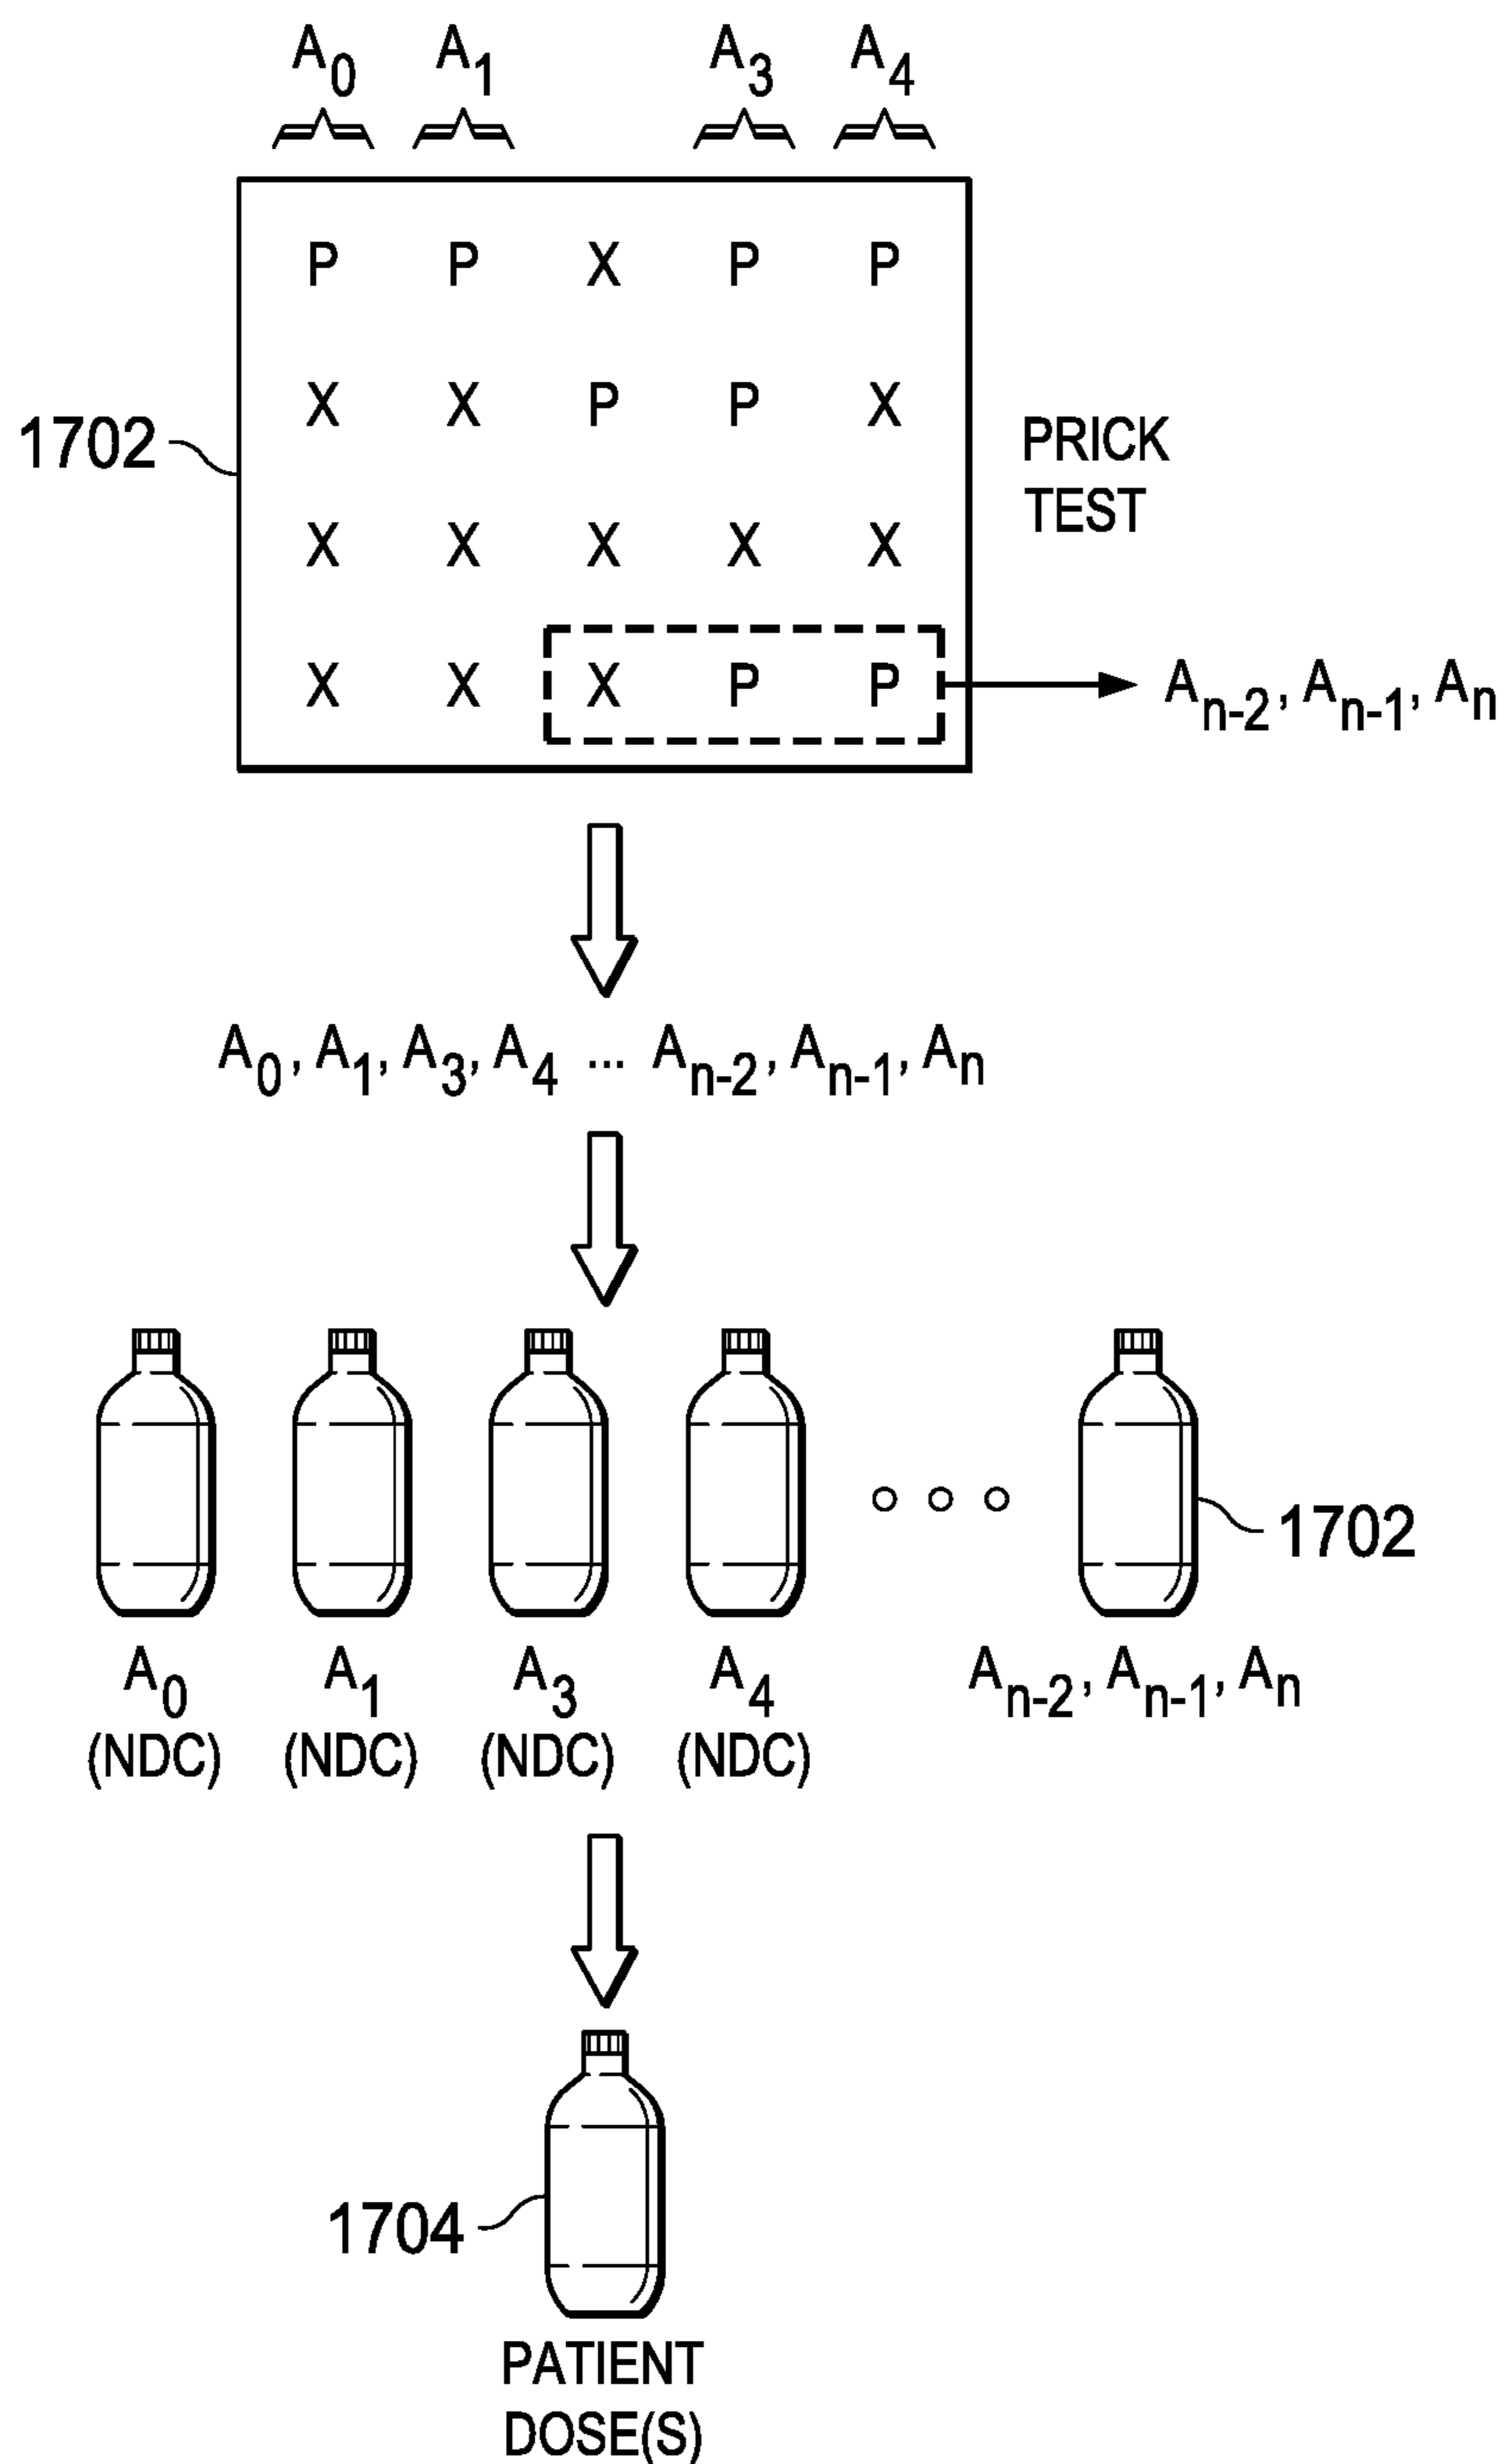 A0 A1 A3 A4
P P X P P
X X P P X
1702
PRICK
TEST
X X X X X
X X X P P
An-2, An-1, An
A0, A1, A3, A4 ... An-2, An-1, An
1702
A0 A1 A3 A4 An-2, An-1, An
(NDC) (NDC) (NDC) (NDC)
1704
PATIENT
DOSE(S)